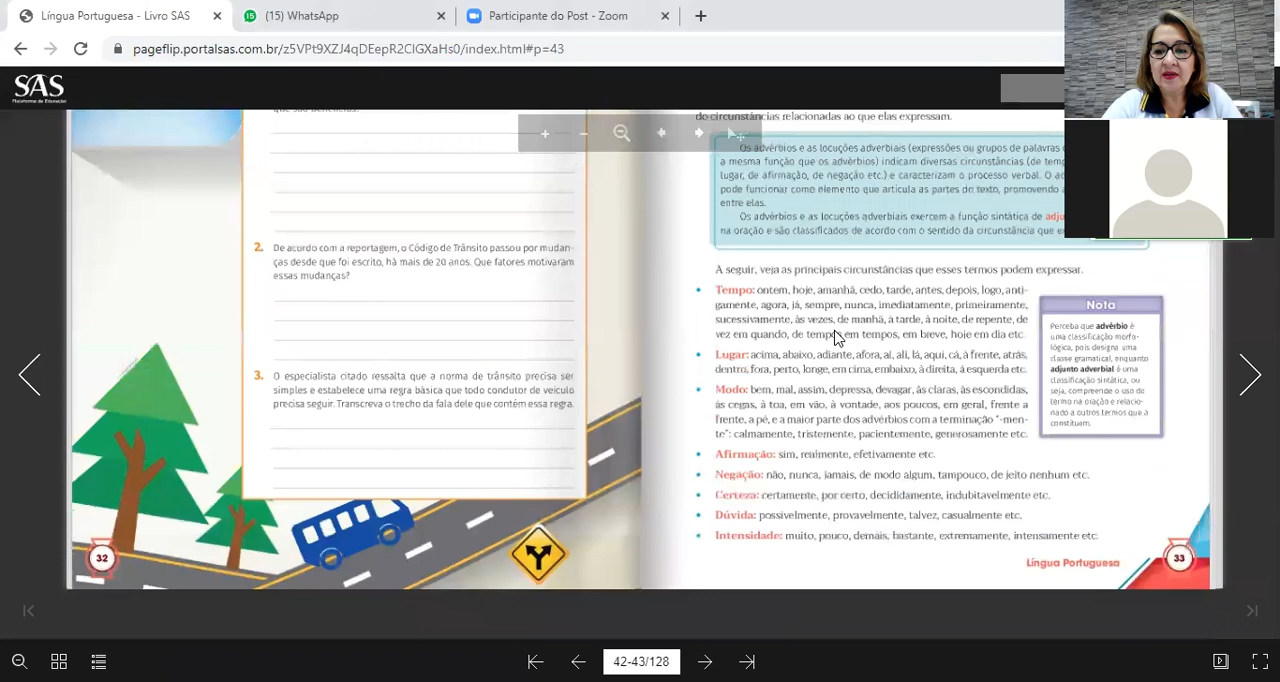 Língua Portuguesa - Livro SAS
(15) WhatsApp
Participante do Post - Zoom
pageflip.portalsas.com.br/z5VPt9XZJ4qDEepR2ClGXaHs0/index.html#p=43
SAS
Plataforma de Educação
que são benefícios.
2. De acordo com a reportagem, o Código de Trânsito passou por mudan-
ças desde que foi escrito, há mais de 20 anos. Que fatores motivaram
essas mudanças?
3. O especialista citado ressalta que a norma de trânsito precisa ser
simples e estabelece uma regra básica que todo condutor de veículo
precisa seguir. Transcreva o trecho da fala dele que contém essa regra.
32
do circunstâncias relacionadas ao que elas expressam.
Os advérbios e as locuções adverbiais (expressões ou grupos de palavras
a mesma função que os advérbios) indicam diversas circunstâncias (de
lugar, de afirmação, de negação etc.) e caracterizam o processo verbal. O
pode funcionar como elemento que articula as partes do texto, promovendo
entre elas.
Os advérbios e as locuções adverbiais exercem a função sintática de
na oração e são classificados de acordo com o sentido da circunstância que
A seguir, veja as principais circunstâncias que esses termos podem expressar.
• Tempo: ontem, hoje, amanhã, cedo, tarde, antes, depois, logo, anti-
gamente, agora, já, sempre, nunca, imediatamente, primeiramente,
sucessivamente, às vezes, de manhã, à tarde, à noite, de repente, de
vez em quando, de tempos em tempos, em breve, hoje em dia etc.
• Lugar: acima, abaixo, adiante, afora, aí, ali, lá, aqui, cá, à frente, atrás,
dentro, fora, perto, longe, em cima, embaixo, à direita, à esquerda etc.
• Modo: bem, mal, assim, depressa, devagar, às claras, às escondidas,
às cegas, à toa, em vão, à vontade, aos poucos, em geral, frente a
frente, a pé, e a maior parte dos advérbios com a terminação "-men-
te": calmamente, tristemente, pacientemente, generosamente etc.
• Afirmação: sim, realmente, efetivamente etc.
• Negação: não, nunca, jamais, de modo algum, tampouco, de jeito nenhum etc.
• Certeza: certamente, por certo, decididamente, indubitavelmente etc.
• Dúvida: possivelmente, provavelmente, talvez, casualmente etc.
• Intensidade: muito, pouco, demais, bastante, extremamente, intensamente etc.
Nota
Perceba que advérbio é
uma classificação morfo-
lógica, pois designa uma
classe gramatical, enquanto
adjunto adverbial é uma
classificação sintática, ou
seja, compreende o uso do
termo na oração e relacio-
nado a outros termos que a
constituem.
Língua Portuguesa
33
42-43/128